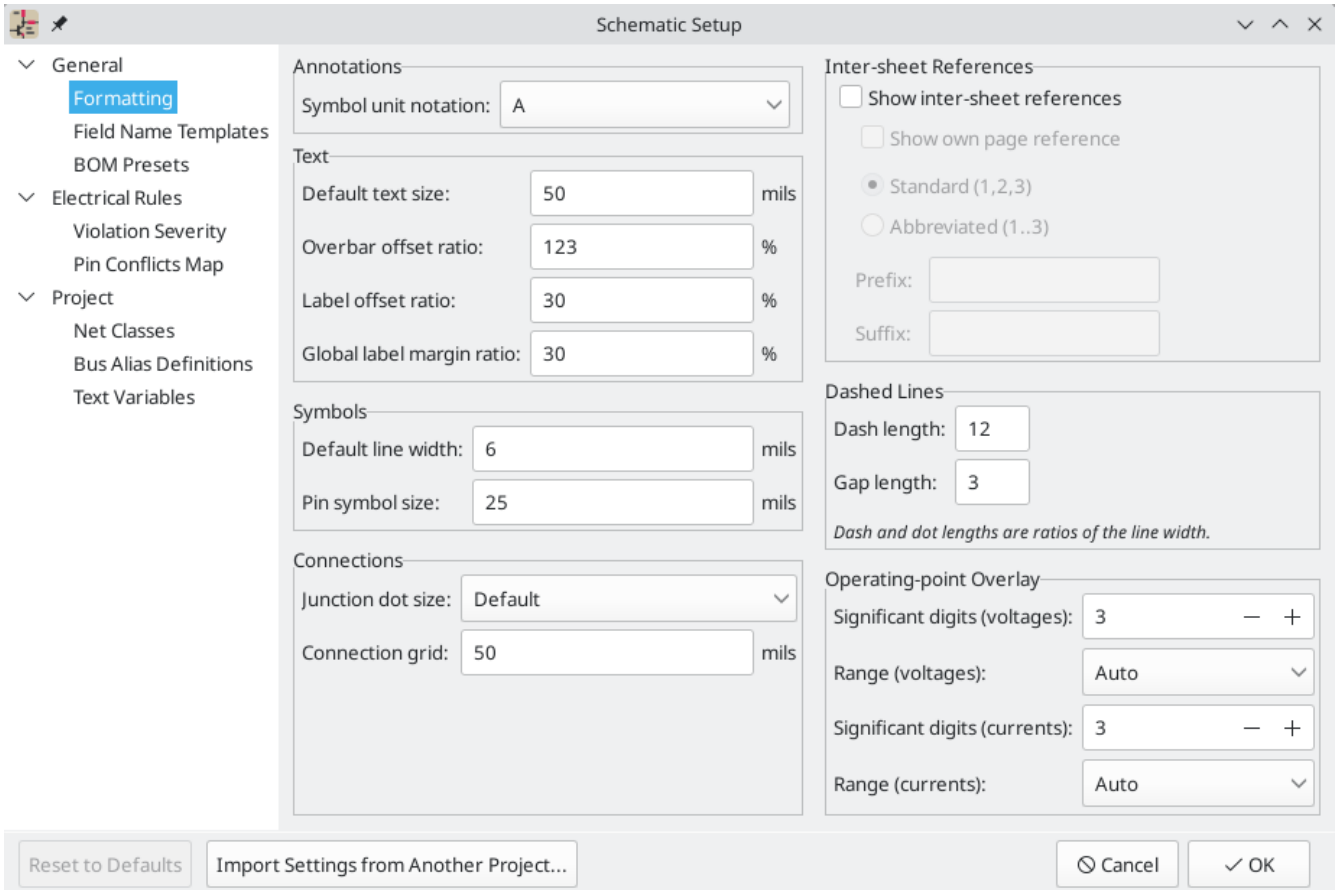 Schematic Setup
General
Formatting
Field Name Templates
BOM Presets
Electrical Rules
Violation Severity
Pin Conflicts Map
Project
Net Classes
Bus Alias Definitions
Text Variables
Annotations
Symbol unit notation: A
Text
Default text size: 50 mils
Overbar offset ratio: 123 %
Label offset ratio: 30 %
Global label margin ratio: 30 %
Symbols
Default line width: 6 mils
Pin symbol size: 25 mils
Connections
Junction dot size: Default
Connection grid: 50 mils
Inter-sheet References
Show inter-sheet references
Show own page reference
Standard (1,2,3)
Abbreviated (1..3)
Prefix:
Suffix:
Dashed Lines
Dash length: 12
Gap length: 3
Dash and dot lengths are ratios of the line width.
Operating-point Overlay
Significant digits (voltages): 3
Range (voltages): Auto
Significant digits (currents): 3
Range (currents): Auto
Reset to Defaults
Import Settings from Another Project...
Cancel
OK